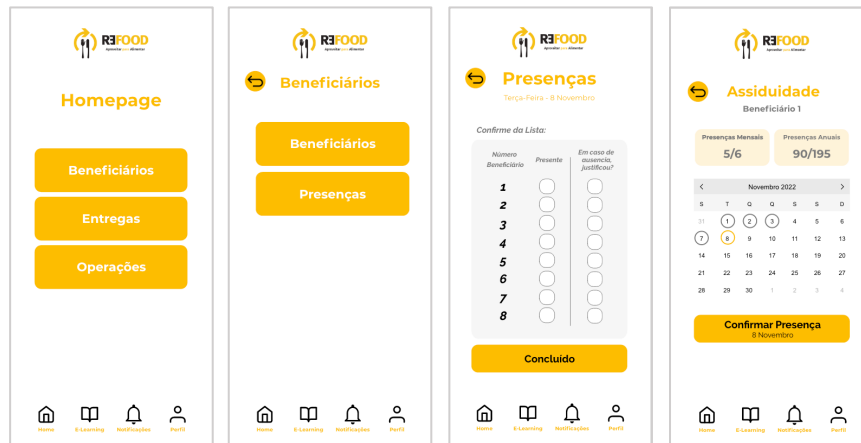 REFOOD
Aproveitar para Alimentar
Homepage
Beneficiários
Entregas
Operações
Home E-Learning Notificações Perfil
REFOOD
Aproveitar para Alimentar
Beneficiários
Beneficiários
Presenças
Home E-Learning Notificações Perfil
REFOOD
Aproveitar para Alimentar
Presenças
Terça-Feira - 8 Novembro
Confirme da Lista:
Número Beneficiário
Presente
Em caso de ausencia, justificou?
1
2
3
4
5
6
7
8
Concluído
Home E-Learning Notificações Perfil
REFOOD
Aproveitar para Alimentar
Assiduidade
Beneficiário 1
Presenças Mensais Presenças Anuais
5/6 90/195
< Novembro 2022 >
S T Q Q S S D
31 1 2 3 4 5 6
7 8 9 10 11 12 13
14 15 16 17 18 19 20
21 22 23 24 25 26 27
28 29 30 1 2 3 4
Confirmar Presença
8 Novembro
Home E-Learning Notificações Perfil